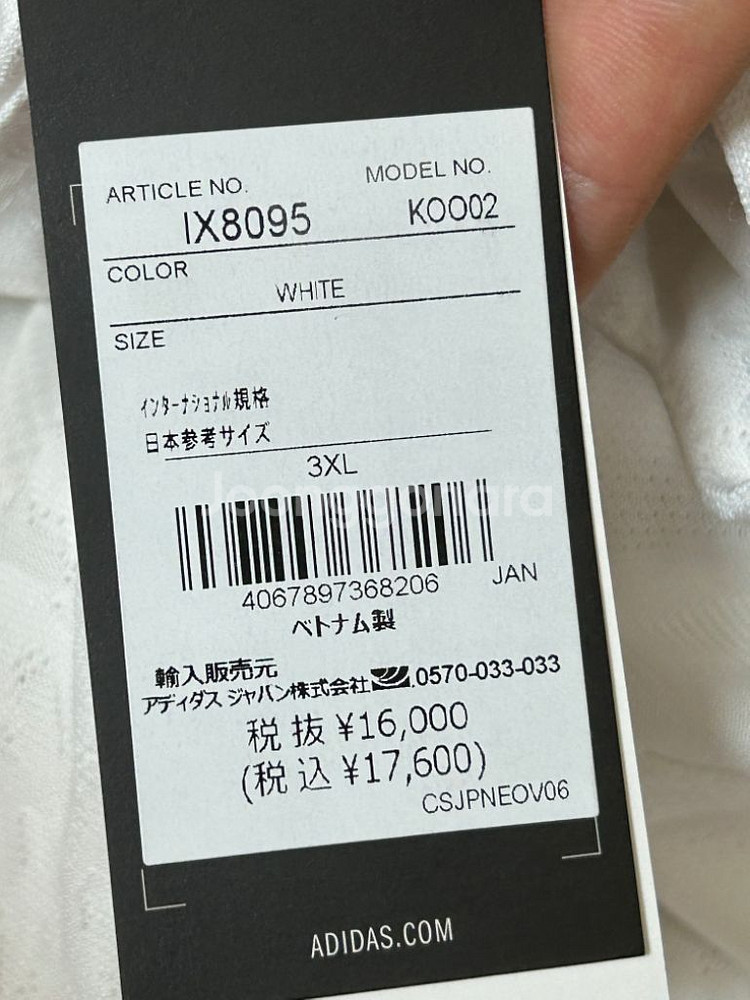 ARTICLE NO.
MODEL NO.
IX8095
KOO02
COLOR
WHITE
SIZE
インターナショナル規格
日本参考サイズ
3XL
Joonggonara
4067897368206
JAN
ベトナム製
輸入販売元
アディダス ジャパン株式会社 .0570-033-033
税 抜 ¥16,000
(税 込 ¥17,600)
CSJPNEOV06
ADIDAS.COM